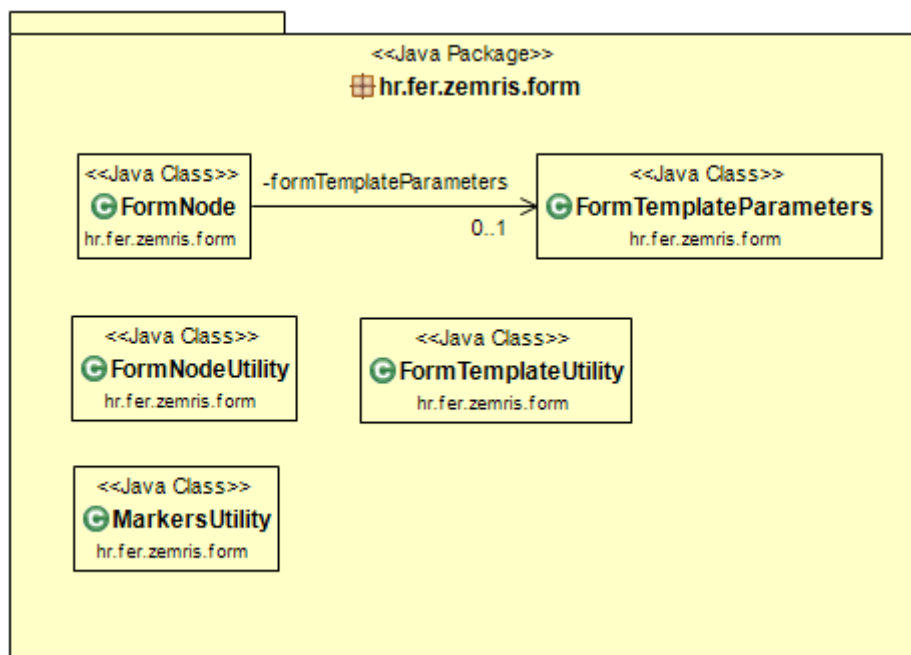 <<Java Package>>
hr.fer.zemris.form
<<Java Class>>
FormNode
hr.fer.zemris.form
-formTemplateParameters
0..1
<<Java Class>>
FormTemplateParameters
hr.fer.zemris.form
<<Java Class>>
FormNodeUtility
hr.fer.zemris.form
<<Java Class>>
FormTemplateUtility
hr.fer.zemris.form
<<Java Class>>
MarkersUtility
hr.fer.zemris.form